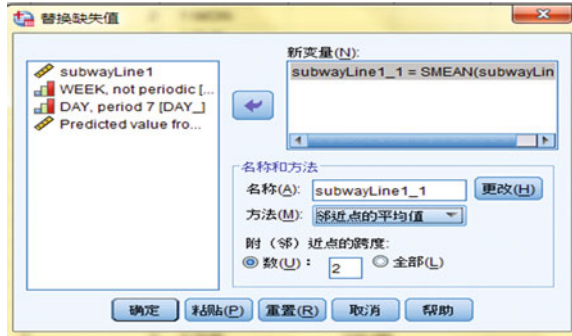 替换缺失值
新变量(N):
subwayLine1
WEEK, not periodic [...
DAY, period 7 [DAY_]
Predicted value fro...
subwayLine1_1 = SMEAN(subwayLin
名称和方法
名称(A): subwayLine1_1 更改(H)
方法(M): 邻近点的平均值
附（邻）近点的跨度:
数(U): 2 全部(L)
确定 粘贴(P) 重置(R) 取消 帮助